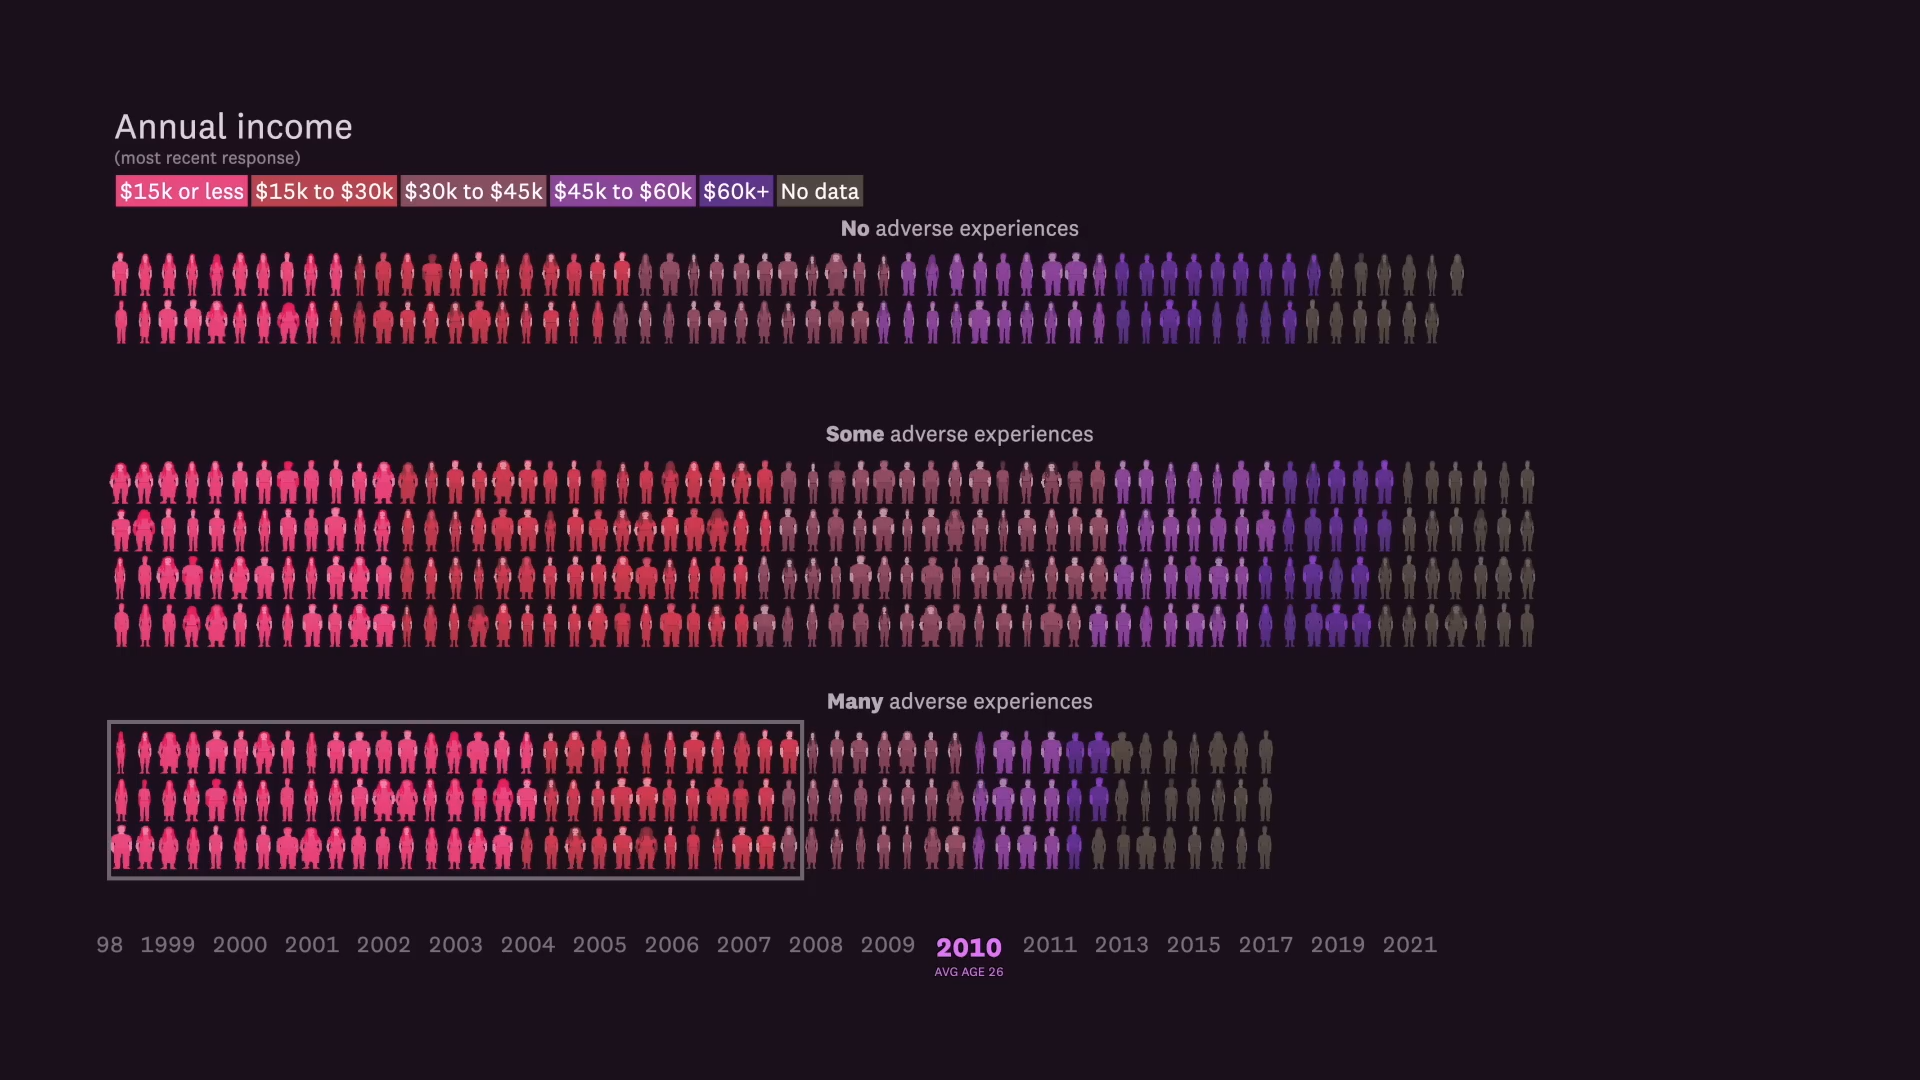 Annual income
(most recent response)
$15k or less $15k to $30k $30k to $45k $45k to $60k $60k+ No data
No adverse experiences
Some adverse experiences
Many adverse experiences
98 1999 2000 2001 2002 2003 2004 2005 2006 2007 2008 2009 2010 2011 2013 2015 2017 2019 2021
AVG AGE 26